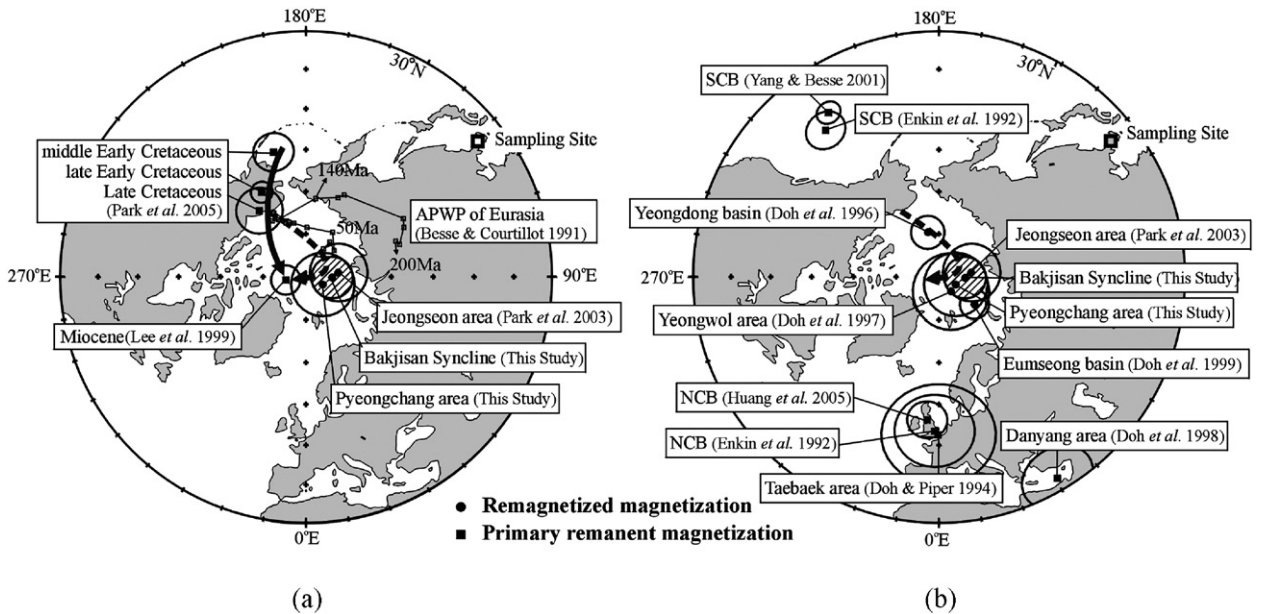 180°E
30°N
Sampling Site
middle Early Cretaceous
late Early Cretaceous
Late Cretaceous
(Park et al. 2005)
140Ma
50Ma
200Ma
APWP of Eurasia
(Besse & Courtillot 1991)
270°E
90°E
Miocene(Lee et al. 1999)
Jeongseon area (Park et al. 2003)
Bakjisan Syncline (This Study)
Pyeongchang area (This Study)
0°E
(a)
180°E
30°N
SCB (Yang & Besse 2001)
SCB (Enkin et al. 1992)
Sampling Site
Yeongdong basin (Doh et al. 1996)
Jeongseon area (Park et al. 2003)
270°E
90°E
Bakjisan Syncline (This Study)
Pyeongchang area (This Study)
Yeongwol area (Doh et al. 1997)
Eumseong basin (Doh et al. 1999)
NCB (Huang et al. 2005)
NCB (Enkin et al. 1992)
Danyang area (Doh et al. 1998)
Taebaek area (Doh & Piper 1994)
0°E
(b)
Remagnetized magnetization
Primary remanent magnetization